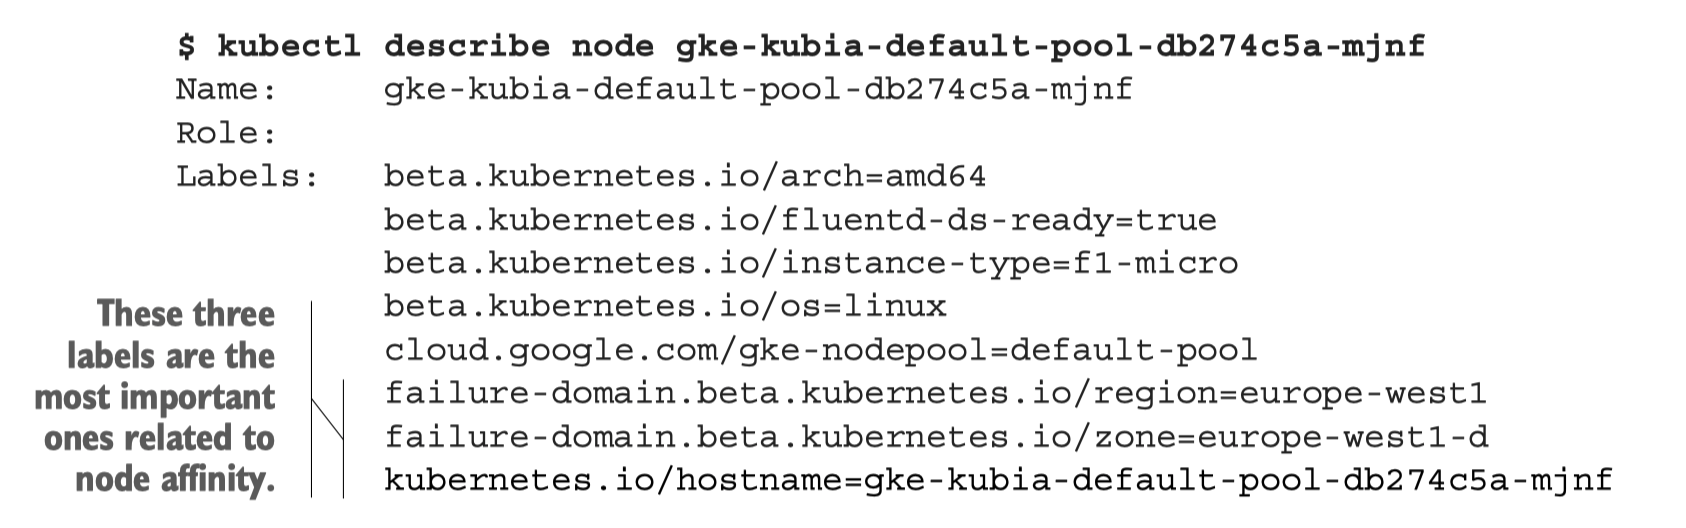 $ kubectl describe node gke-kubia-default-pool-db274c5a-mjnf
Name: gke-kubia-default-pool-db274c5a-mjnf
Role:
Labels: beta.kubernetes.io/arch=amd64
beta.kubernetes.io/fluentd-ds-ready=true
beta.kubernetes.io/instance-type=f1-micro
beta.kubernetes.io/os=linux
cloud.google.com/gke-nodepool=default-pool
failure-domain.beta.kubernetes.io/region=europe-west1
failure-domain.beta.kubernetes.io/zone=europe-west1-d
kubernetes.io/hostname=gke-kubia-default-pool-db274c5a-mjnf
These three
labels are the
most important
ones related to
node affinity.